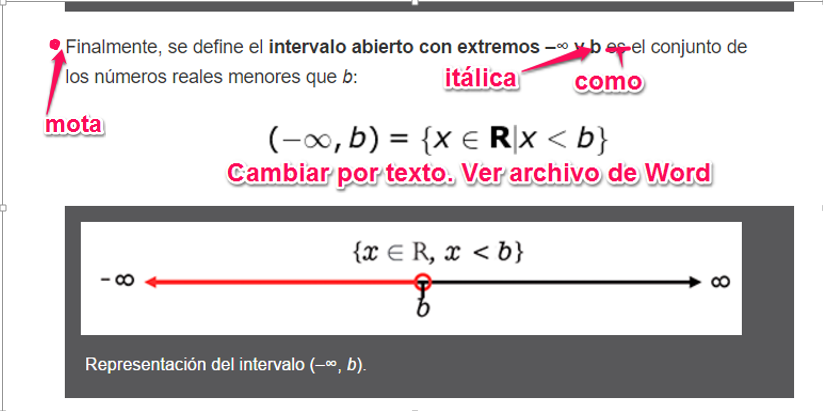 Finalmente, se define el intervalo abierto con extremos −∞ y b es el conjunto de
los números reales menores que b:
itálica
como
mota
(−∞, b) = {x ∈ R|x < b}
Cambiar por texto. Ver archivo de Word
{x ∈ R, x < b}
-∞
∞
b
Representación del intervalo (−∞, b).